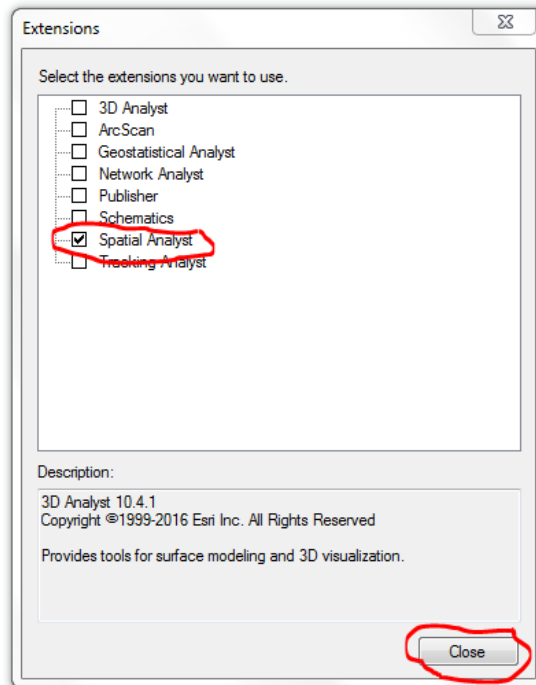 Extensions
Select the extensions you want to use.
3D Analyst
ArcScan
Geostatistical Analyst
Network Analyst
Publisher
Schematics
Spatial Analyst
Tracking Analyst
Description:
3D Analyst 10.4.1
Copyright ©1999-2016 Esri Inc. All Rights Reserved
Provides tools for surface modeling and 3D visualization.
Close